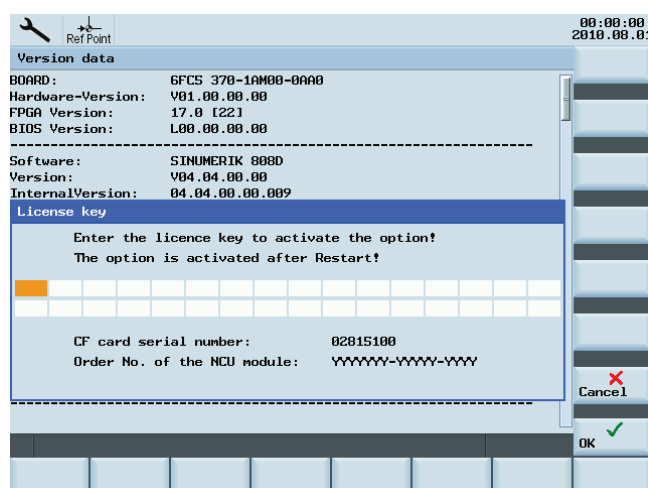 Ref Point
00:00:00
2010.08.01
Version data
BOARD: 6FC5 370-1AM00-0AA0
Hardware-Version: V01.00.00.00
FPGA Version: 17.0 [22]
BIOS Version: L00.00.00.00
Software: SINUMERIK 808D
Version: V04.04.00.00
InternalVersion: 04.04.00.00.009
License key
Enter the licence key to activate the option!
The option is activated after Restart!
CF card serial number: 02815100
Order No. of the NCU module: YYYYYYY-YYYYY-YYYY
Cancel
OK